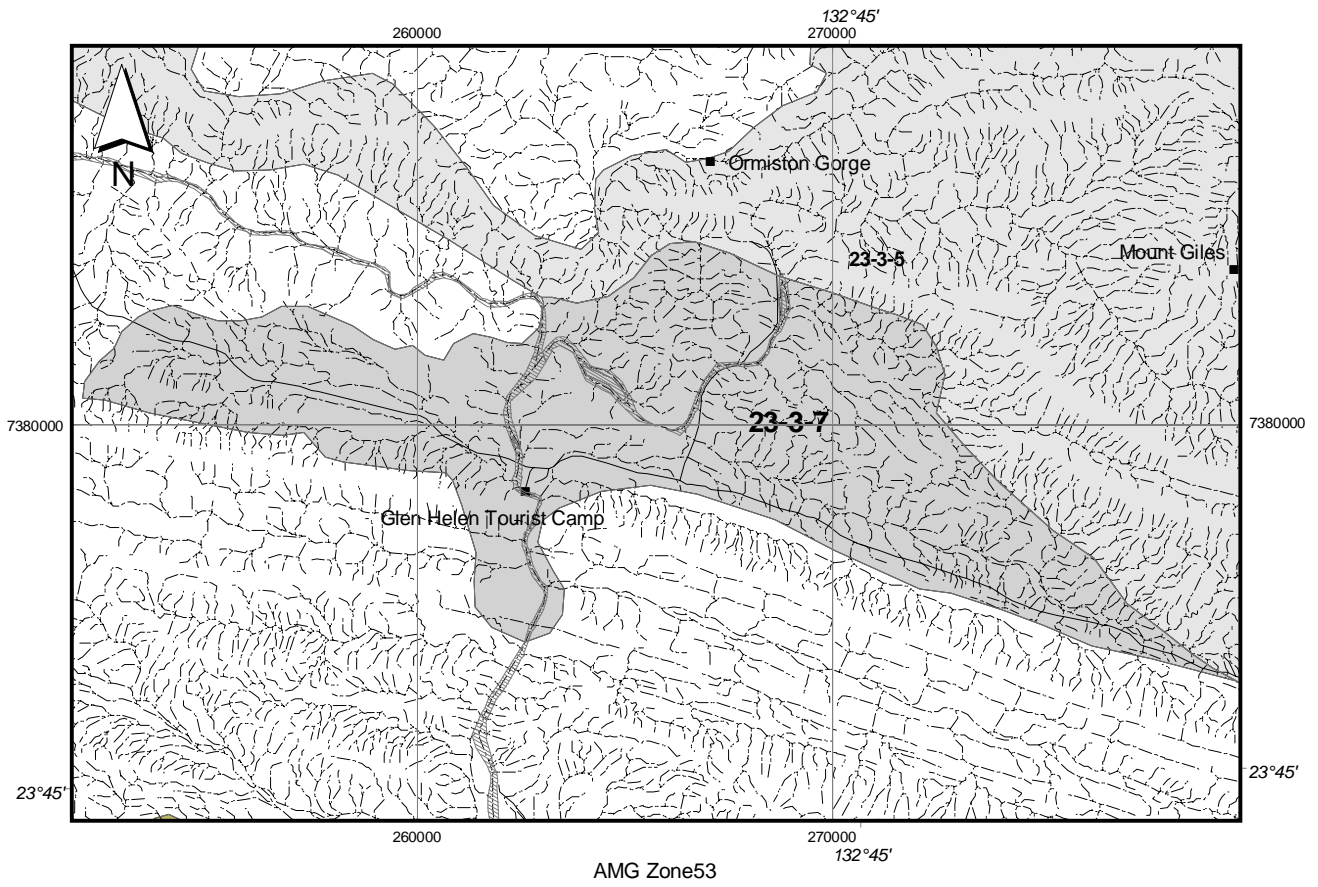 132°45'
260000
270000
N
Ormiston Gorge
23-3-5
Mount Giles
7380000
23-3-7
7380000
Glen Helen Tourist Camp
23°45'
23°45'
260000
270000
132°45'
AMG Zone53